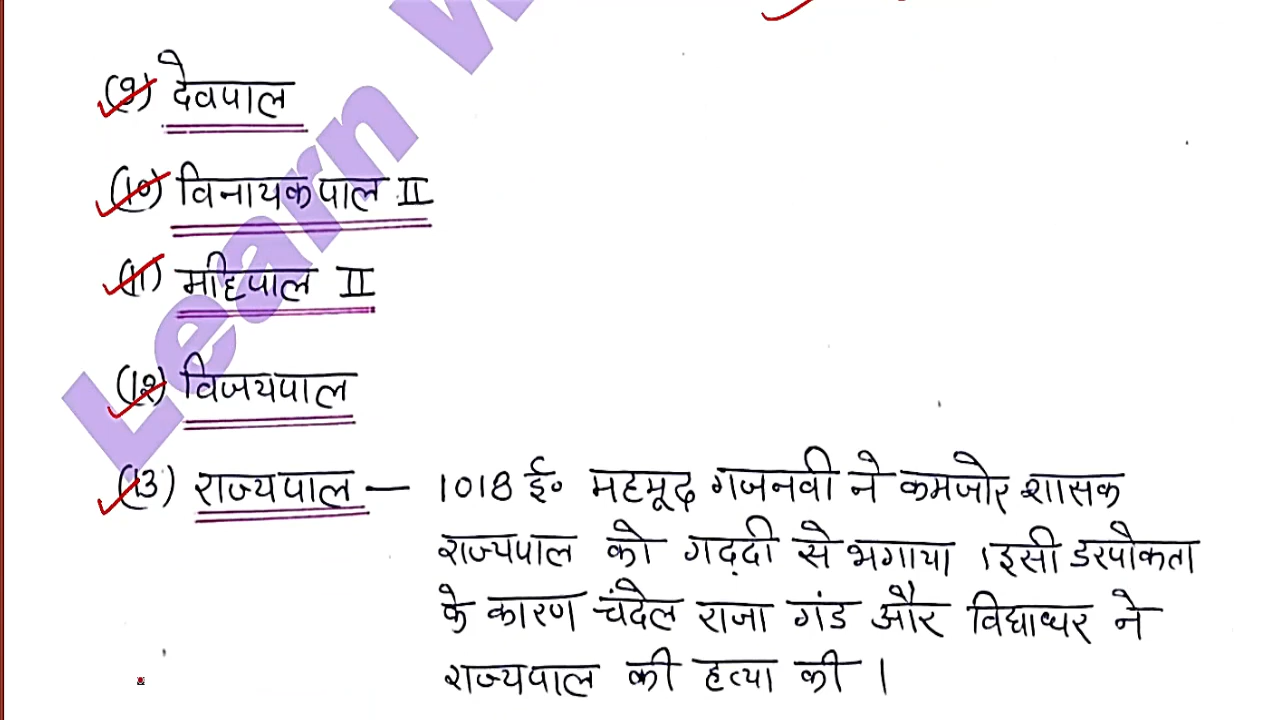 (9) देवपाल
(10) विनायकपाल II
(11) महिपाल II
(12) विजयपाल
(13) राज्यपाल — 1018 ई॰ महमूद गजनवी ने कमजोर शासक
राज्यपाल को गद्दी से भगाया । इसी डरपोकता
के कारण चंदेल राजा गंड और विद्याधर ने
राज्यपाल की हत्या की ।
Learn